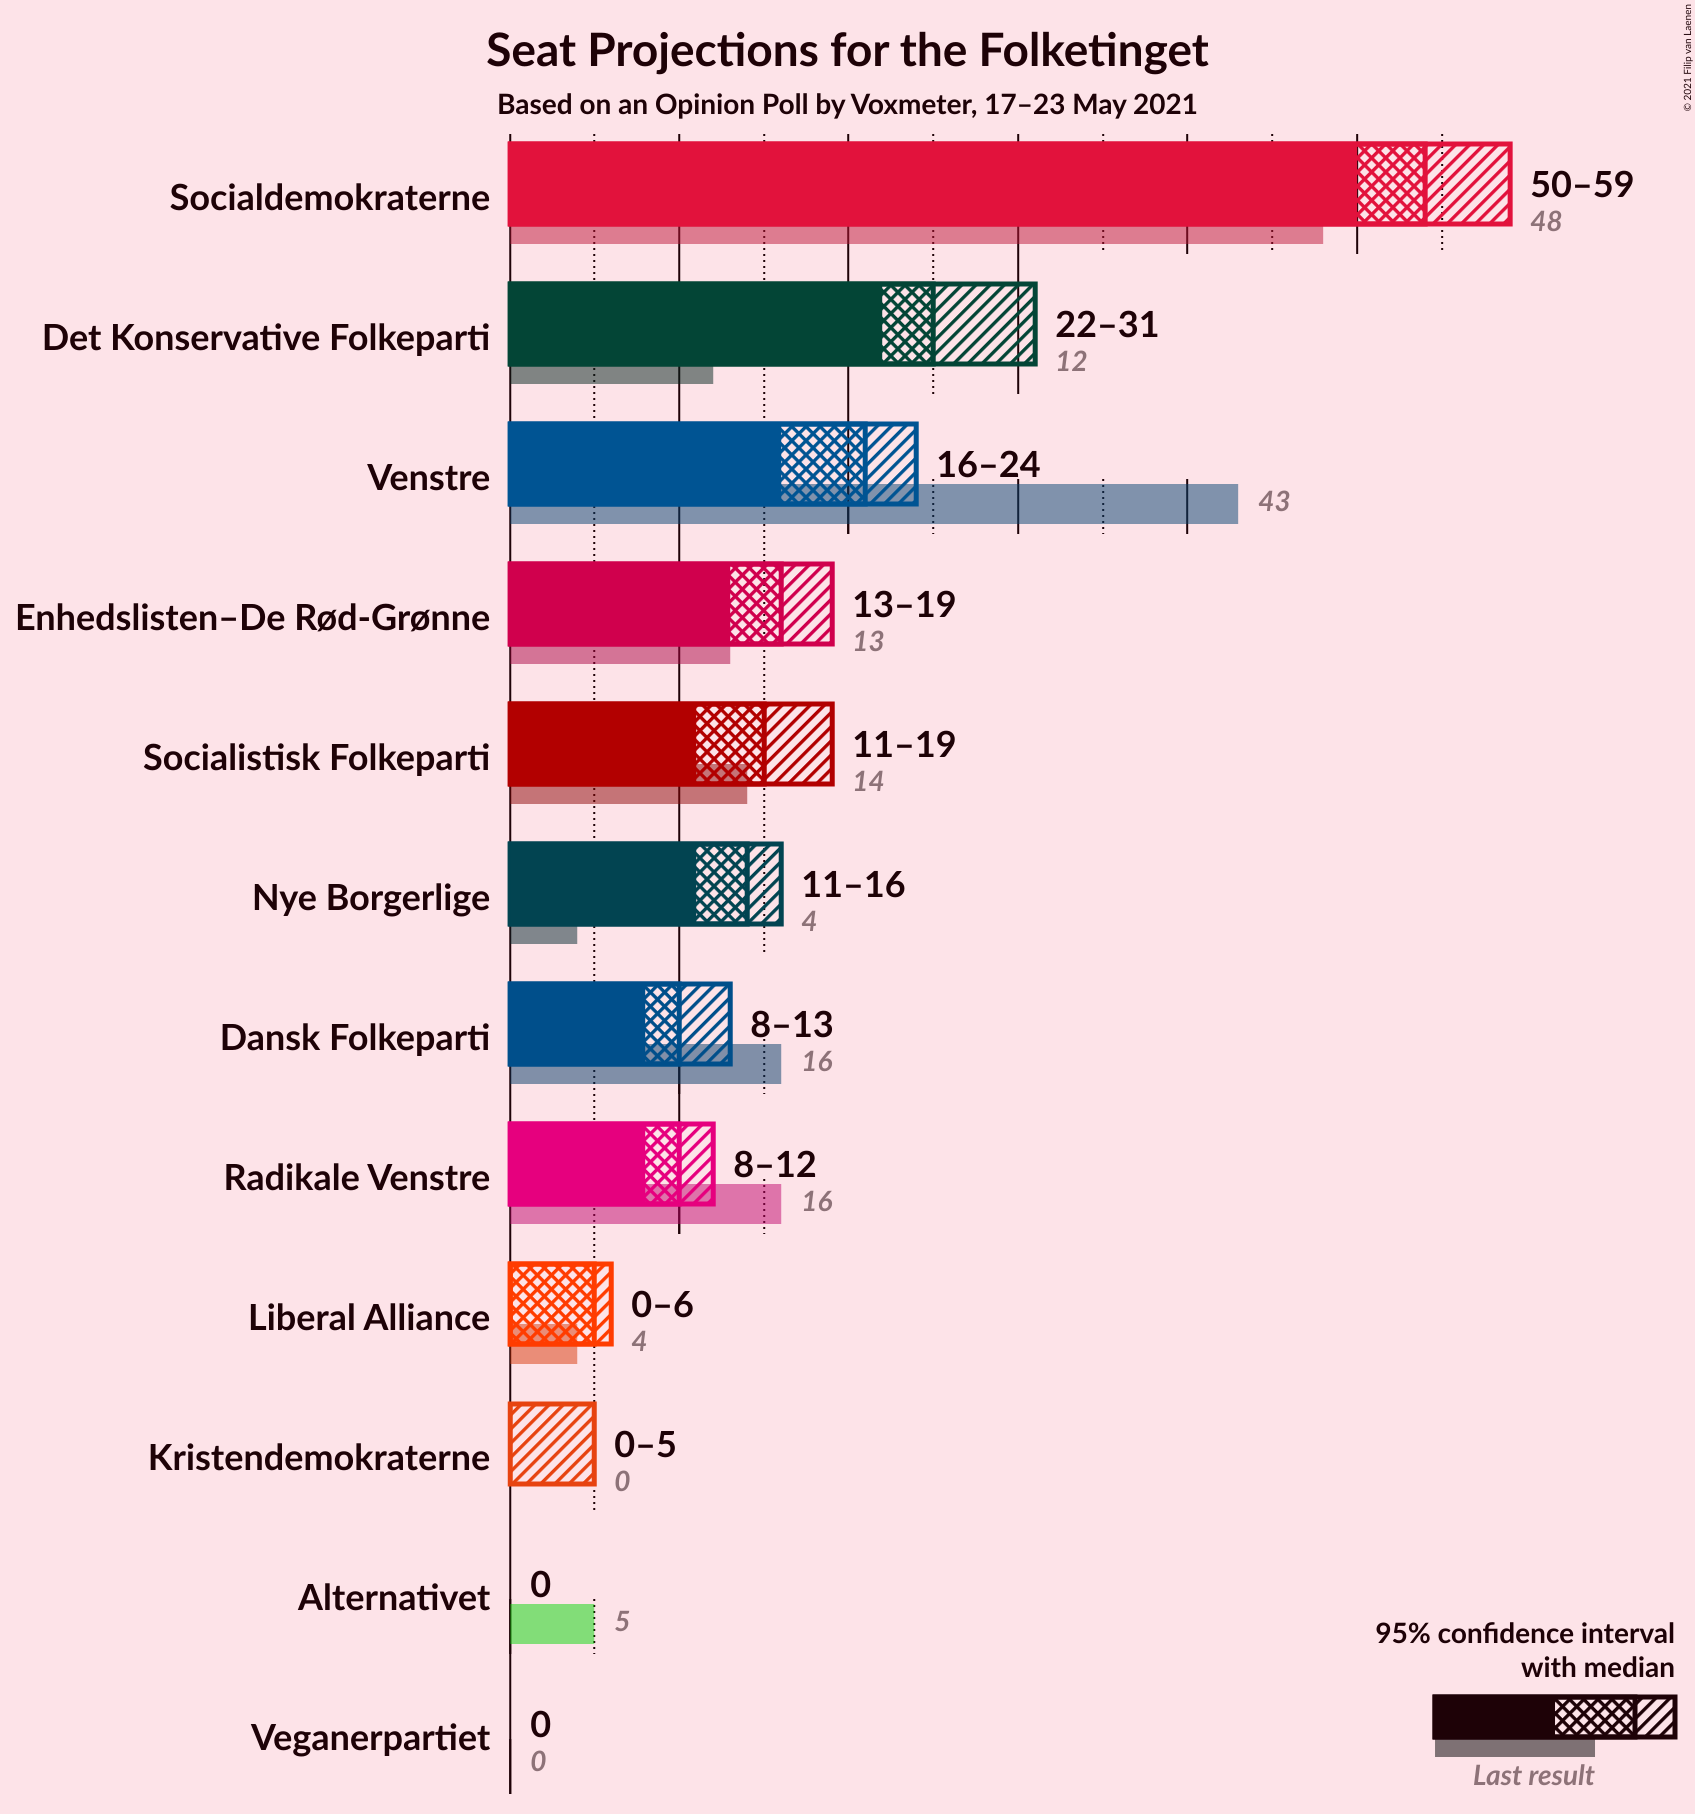 Seat Projections for the Folketinget
Based on an Opinion Poll by Voxmeter, 17–23 May 2021
© 2021 Filip van Laenen
Socialdemokraterne
50–59
48
Det Konservative Folkeparti
22–31
12
Venstre
16–24
43
Enhedslisten–De Rød-Grønne
13–19
13
Socialistisk Folkeparti
11–19
14
Nye Borgerlige
11–16
4
Dansk Folkeparti
8–13
16
Radikale Venstre
8–12
16
Liberal Alliance
0–6
4
Kristendemokraterne
0–5
0
Alternativet
0
5
Veganerpartiet
0
0
95% confidence interval
with median
Last result